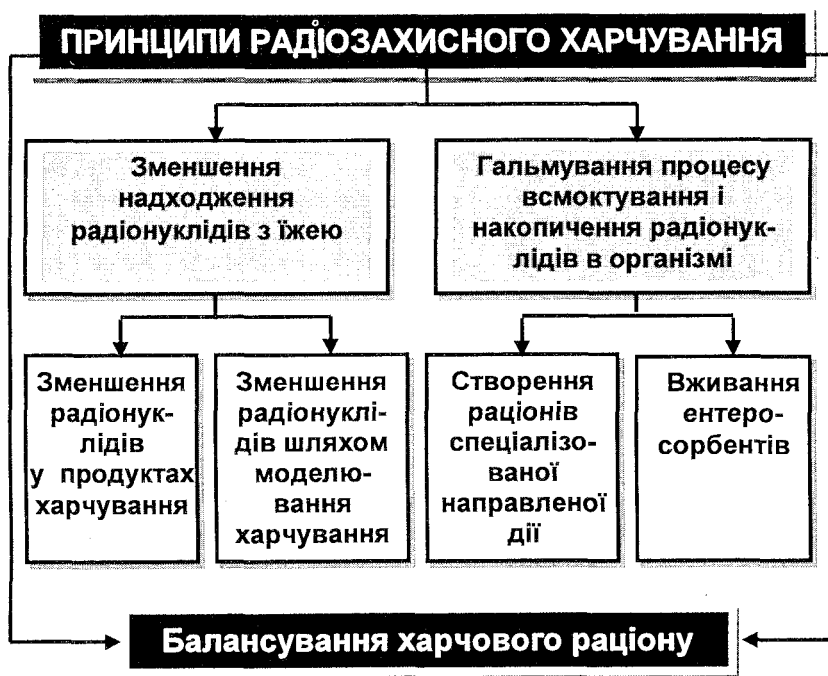 ПРИНЦИПИ РАДІОЗАХИСНОГО ХАРЧУВАННЯ
Зменшення
надходження
радіонуклідів з їжею
Гальмування процесу
всмоктування і
накопичення радіонук-
лідів в організмі
Зменшення
радіонук-
лідів
у продуктах
харчування
Зменшення
радіонуклі-
дів шляхом
моделю-
вання
харчування
Створення
раціонів
спеціалізо-
ваної
направленої
дії
Вживання
ентеро-
сорбентів
Балансування харчового раціону